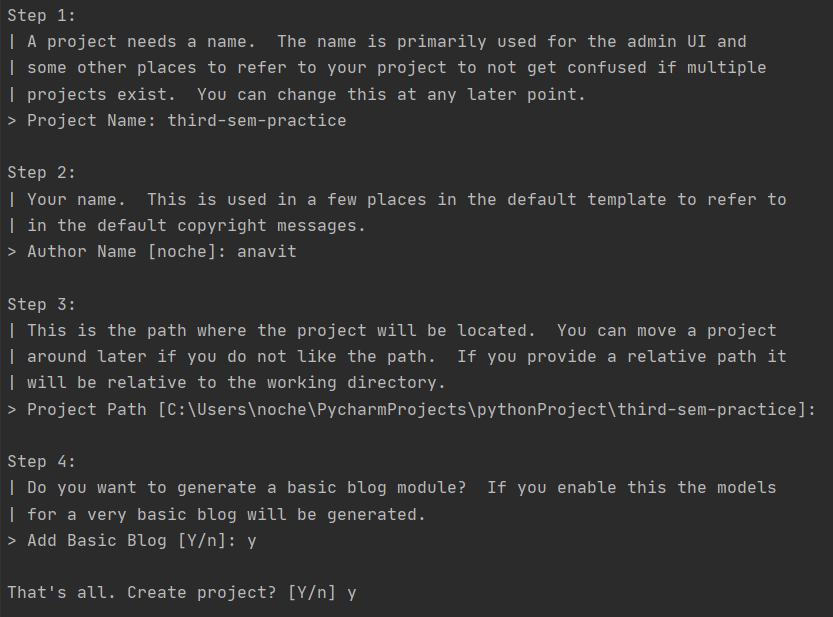 Step 1:
| A project needs a name.  The name is primarily used for the admin UI and
| some other places to refer to your project to not get confused if multiple
| projects exist.  You can change this at any later point.
> Project Name: third-sem-practice
Step 2:
| Your name.  This is used in a few places in the default template to refer to
| in the default copyright messages.
> Author Name [noche]: anavit
Step 3:
| This is the path where the project will be located.  You can move a project
| around later if you do not like the path.  If you provide a relative path it
| will be relative to the working directory.
> Project Path [C:\Users\noche\PycharmProjects\pythonProject\third-sem-practice]:
Step 4:
| Do you want to generate a basic blog module?  If you enable this the models
| for a very basic blog will be generated.
> Add Basic Blog [Y/n]: y
That's all. Create project? [Y/n] y